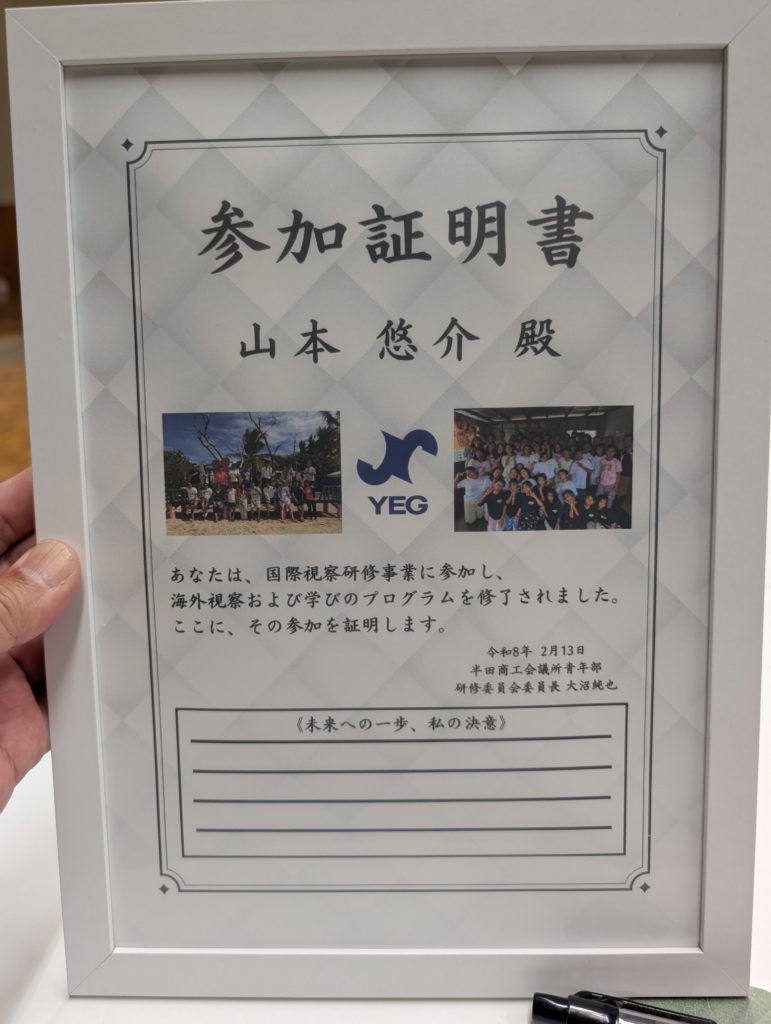 参加証明書
山本 悠介 殿
YEG
あなたは、国際視察研修事業に参加し、
海外視察および学びのプログラムを修了されました。
ここに、その参加を証明します。
令和8年 2月13日
半田商工会議所青年部
研修委員会委員長 大沼純也
《未来への一歩、私の決意》